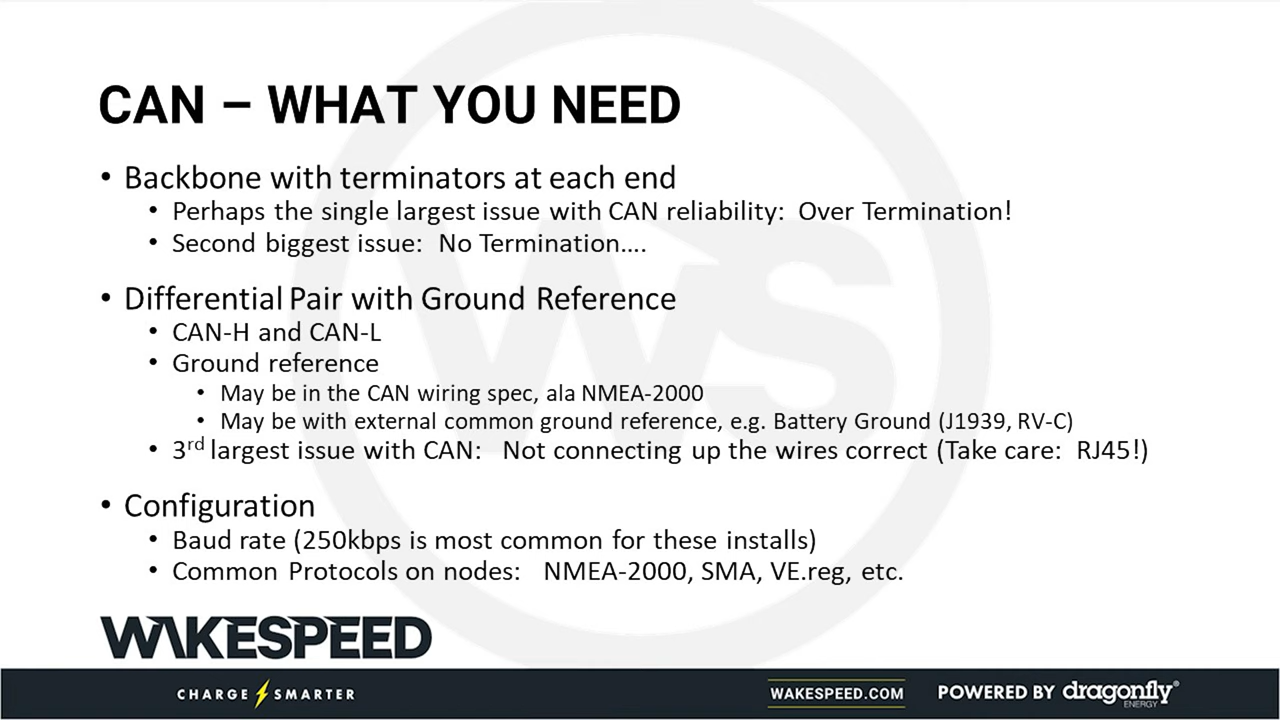 CAN – WHAT YOU NEED
• Backbone with terminators at each end
• Perhaps the single largest issue with CAN reliability: Over Termination!
• Second biggest issue: No Termination....
• Differential Pair with Ground Reference
• CAN-H and CAN-L
• Ground reference
• May be in the CAN wiring spec, ala NMEA-2000
• May be with external common ground reference, e.g. Battery Ground (J1939, RV-C)
• 3rd largest issue with CAN: Not connecting up the wires correct (Take care: RJ45!)
• Configuration
• Baud rate (250kbps is most common for these installs)
• Common Protocols on nodes: NMEA-2000, SMA, VE.reg, etc.
WS
WAKESPEED
CHARGE SMARTER
WAKESPEED.COM
POWERED BY dragonfly®
ENERGY